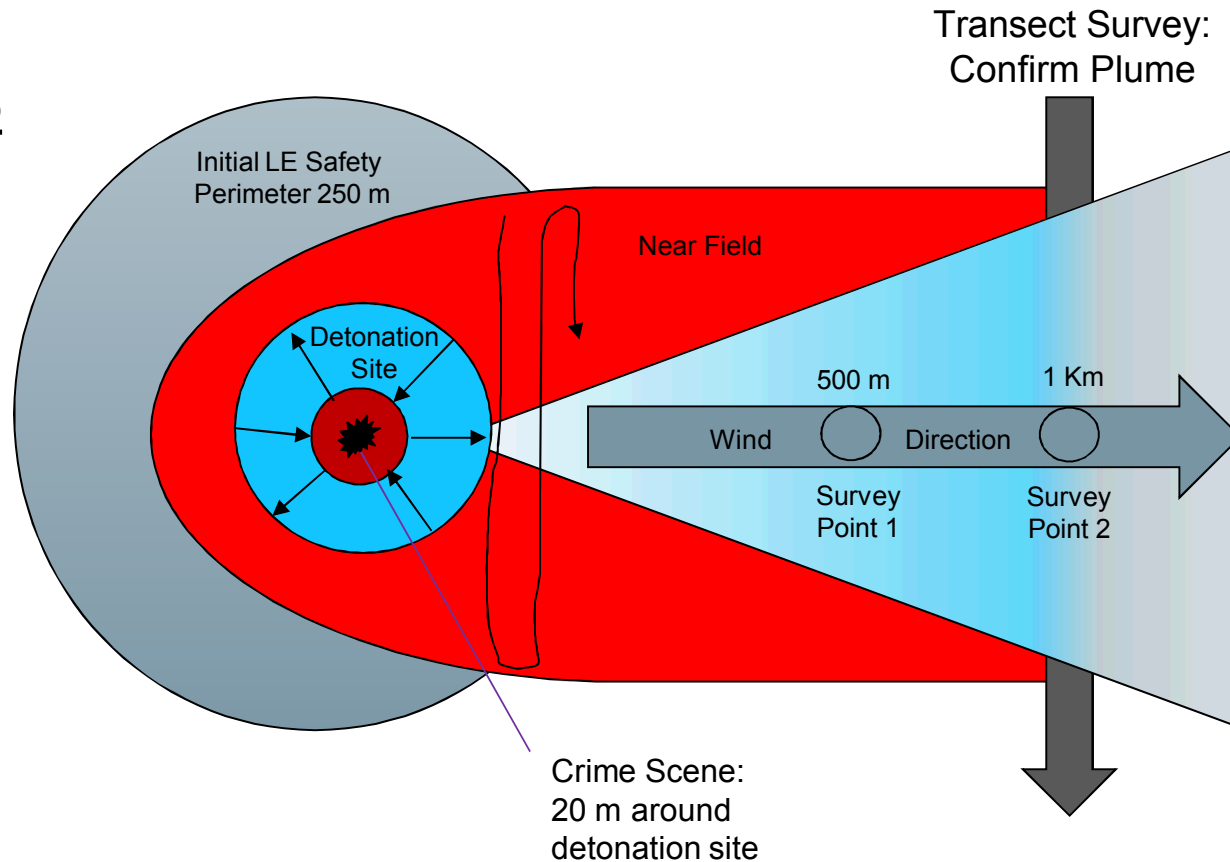 Transect Survey:
Confirm Plume
2
Initial LE Safety
Perimeter 250 m
Near Field
Detonation
Site
500 m
1 Km
Wind
Direction
Survey
Point 1
Survey
Point 2
Crime Scene:
20 m around
detonation site